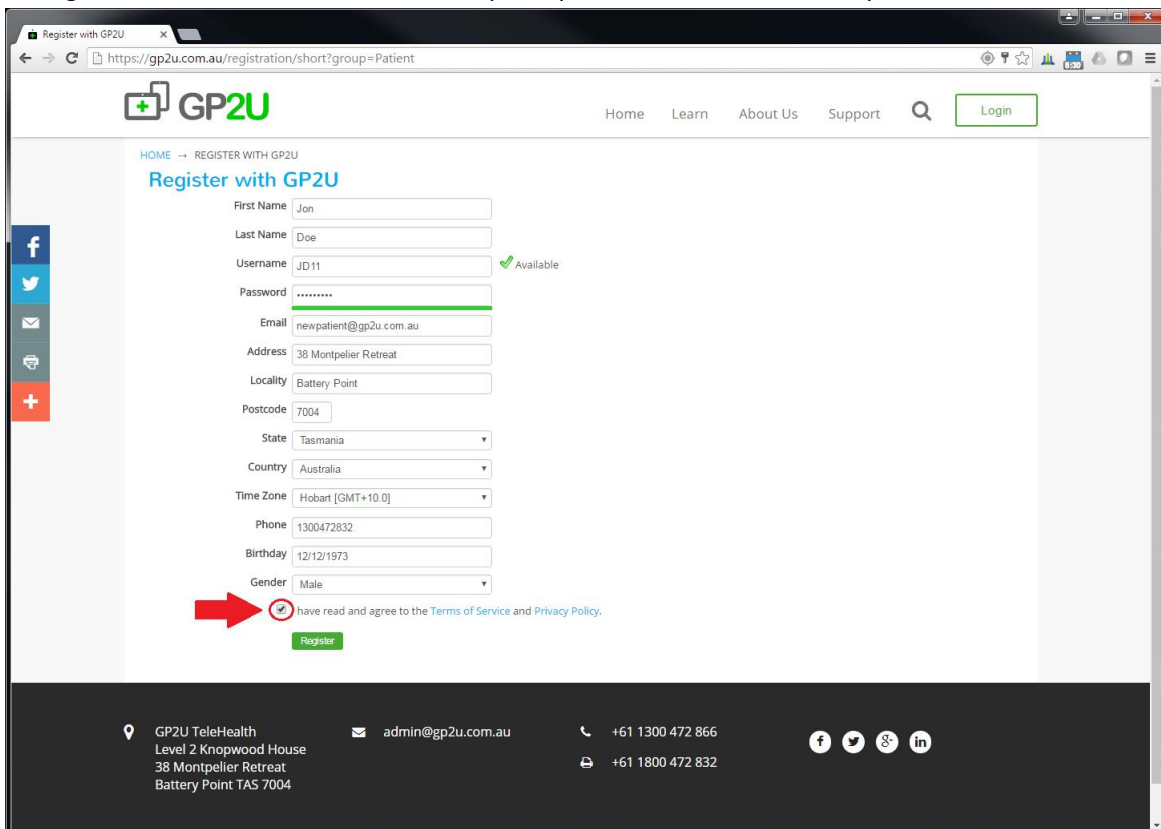 Register with GP2U
https://gp2u.com.au/registration/short?group=Patient
GP2U
Home Learn About Us Support Login
HOME → REGISTER WITH GP2U
Register with GP2U
First Name Jon
Last Name Doe
Username JD11 Available
Password •••••••••
Email newpatient@gp2u.com.au
Address 38 Montpelier Retreat
Locality Battery Point
Postcode 7004
State Tasmania
Country Australia
Time Zone Hobart [GMT+10.0]
Phone 1300472832
Birthday 12/12/1973
Gender Male
have read and agree to the Terms of Service and Privacy Policy.
Register
GP2U TeleHealth
Level 2 Knopwood House
38 Montpelier Retreat
Battery Point TAS 7004
admin@gp2u.com.au
+61 1300 472 866
+61 1800 472 832